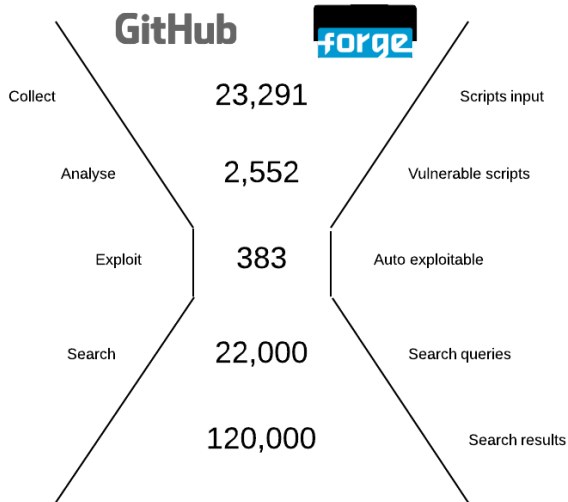 GitHub
forge
Collect 23,291 Scripts input
Analyse 2,552 Vulnerable scripts
Exploit 383 Auto exploitable
Search 22,000 Search queries
120,000 Search results